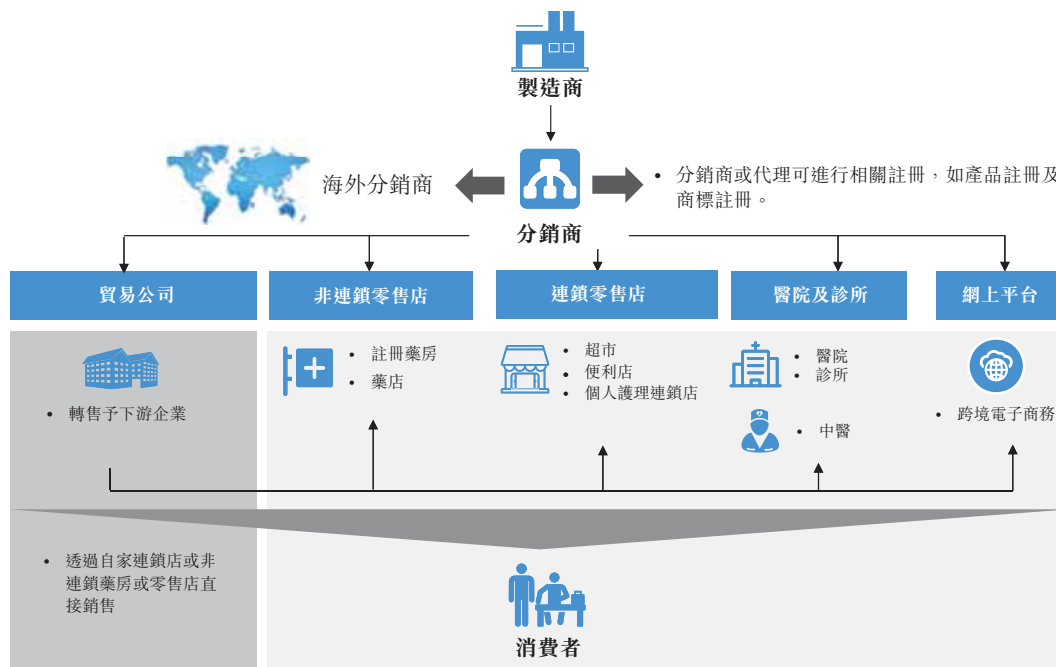 製造商
海外分銷商
• 分銷商或代理可進行相關註冊，如產品註冊及
商標註冊。
分銷商
貿易公司
非連鎖零售店
連鎖零售店
醫院及診所
網上平台
• 轉售予下游企業
• 註冊藥房
• 藥店
• 超市
• 便利店
• 個人護理連鎖店
• 醫院
• 診所
• 中醫
• 跨境電子商務
• 透過自家連鎖店或非
連鎖藥房或零售店直
接銷售
消費者